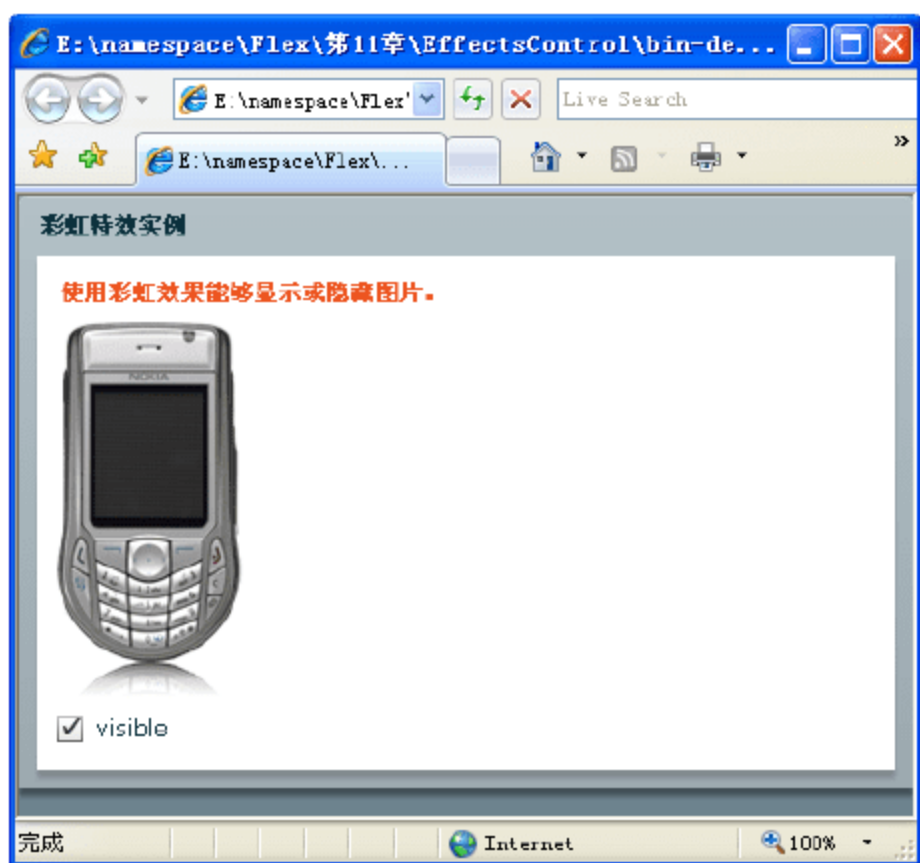 E:\namespace\Flex\第11章\EffectsControl\bin-de...
E:\namespace\Flex'
Live Search
E:\namespace\Flex\...
»
彩虹特效实例
使用彩虹效果能够显示或隐藏图片。
NOKIA
visible
完成
Internet
100%